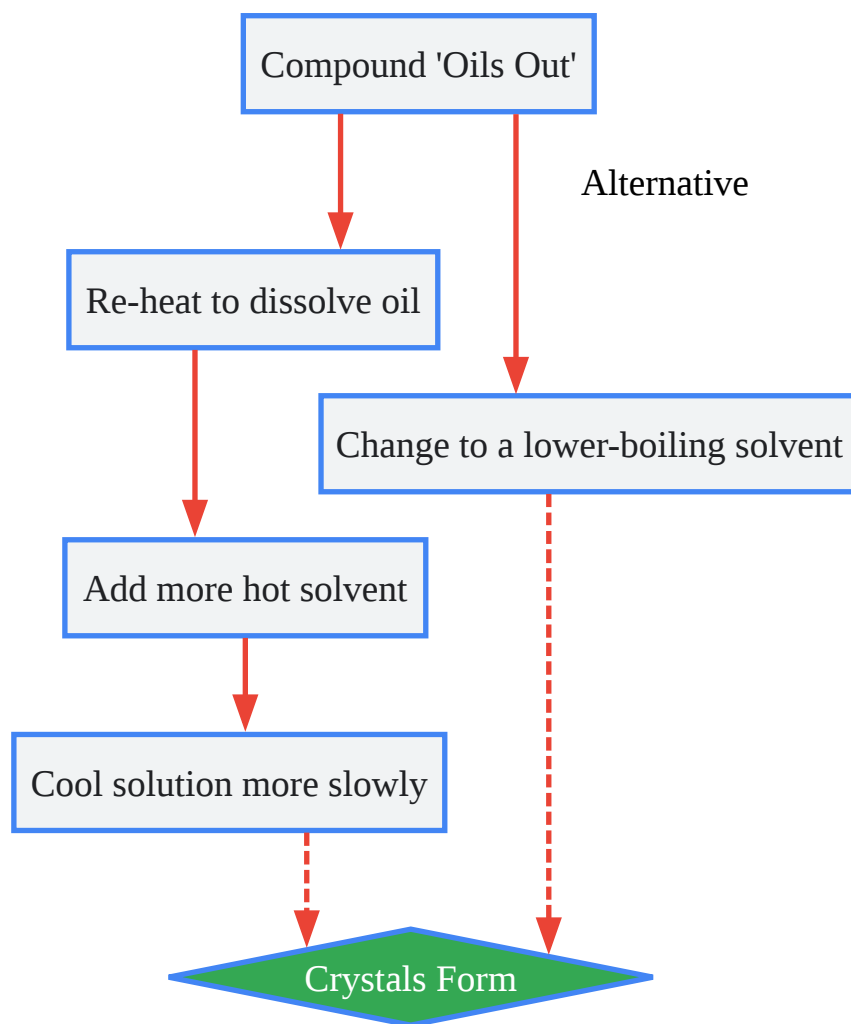 Compound 'Oils Out'
Alternative
Re-heat to dissolve oil
Change to a lower-boiling solvent
Add more hot solvent
Cool solution more slowly
Crystals Form